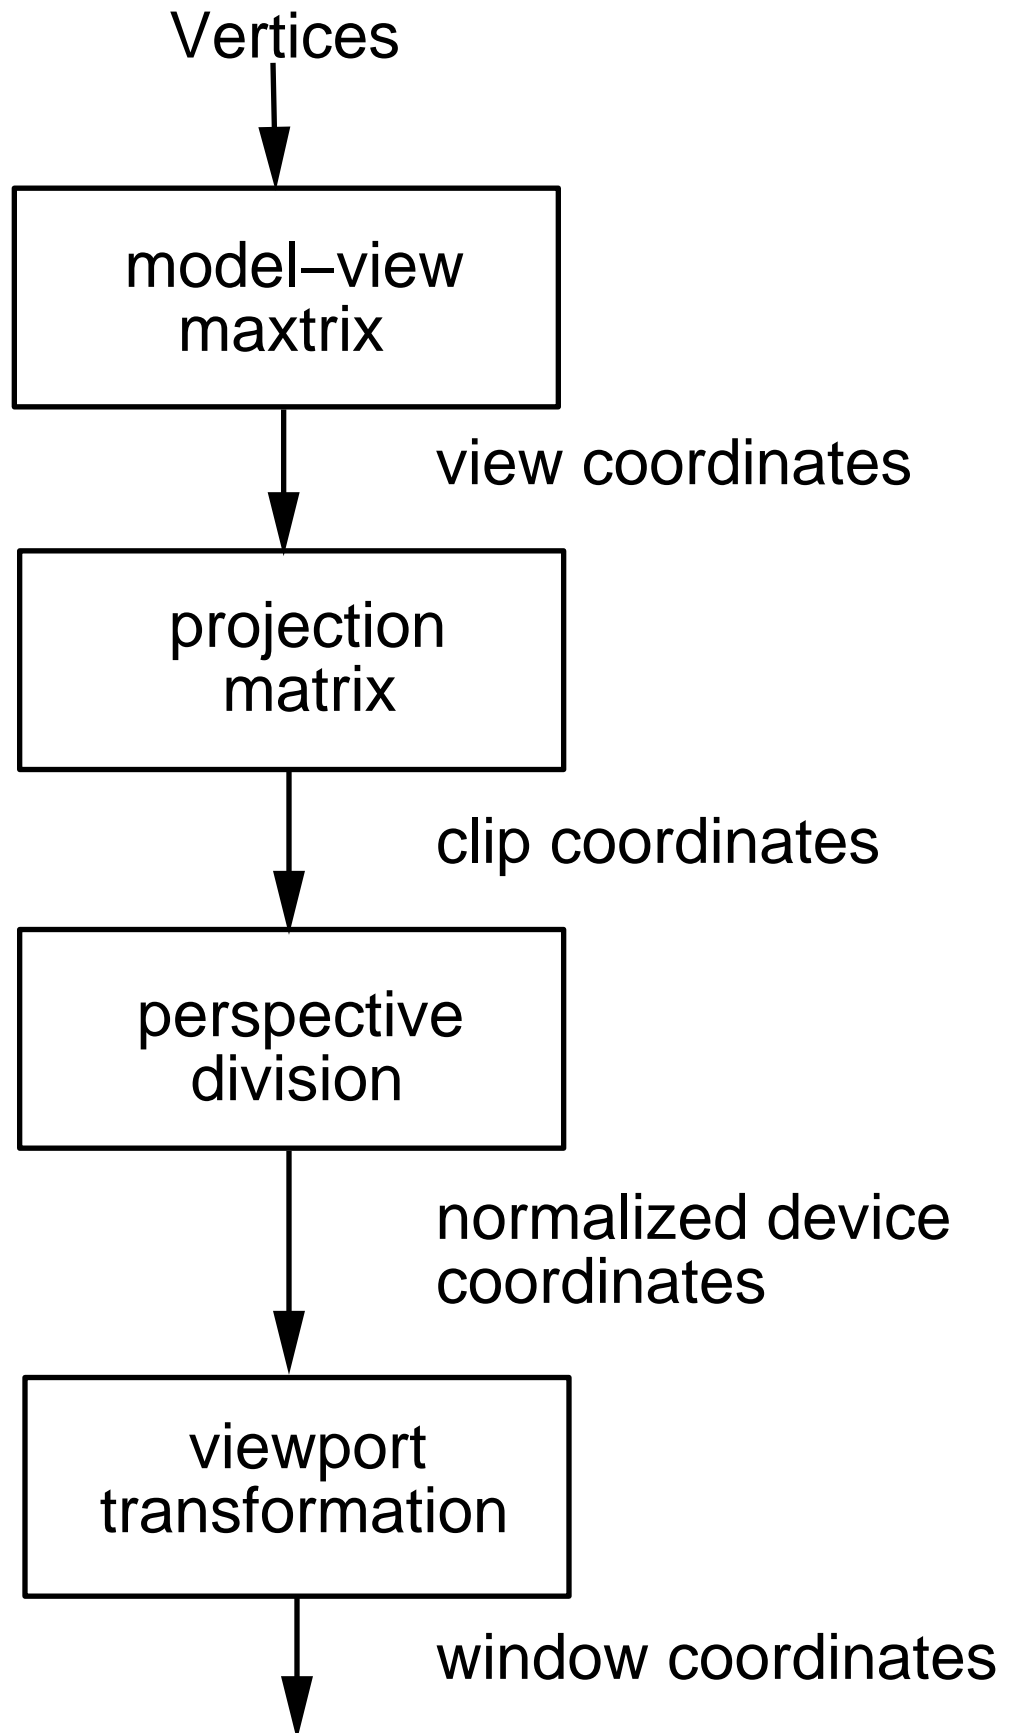 Vertices
model–view
maxtrix
view coordinates
projection
matrix
clip coordinates
perspective
division
normalized device
coordinates
viewport
transformation
window coordinates